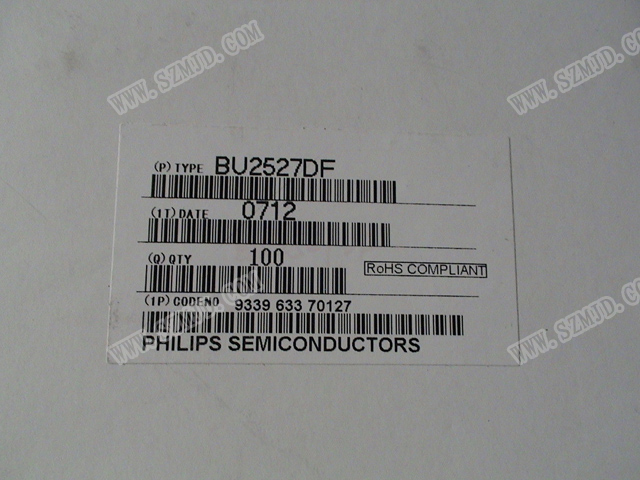 WWW.SZMJD.COM
WWW.SZMJD.COM
(P) TYPE BU2527DF
(1T) DATE 0712
(Q) QTY 100
RoHS COMPLIANT
(1P) CODENO 9339 633 70127
PHILIPS SEMICONDUCTORS
WWW.SZMJD.COM
WWW.SZMJD.COM